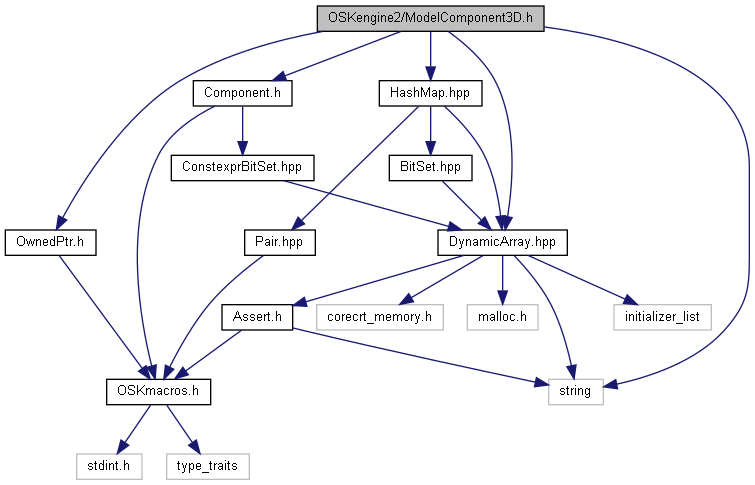 OSKengine2/ModelComponent3D.h
Component.h
HashMap.hpp
ConstexprBitSet.hpp
BitSet.hpp
OwnedPtr.h
Pair.hpp
DynamicArray.hpp
Assert.h
corecrt_memory.h
malloc.h
initializer_list
OSKmacros.h
string
stdint.h
type_traits